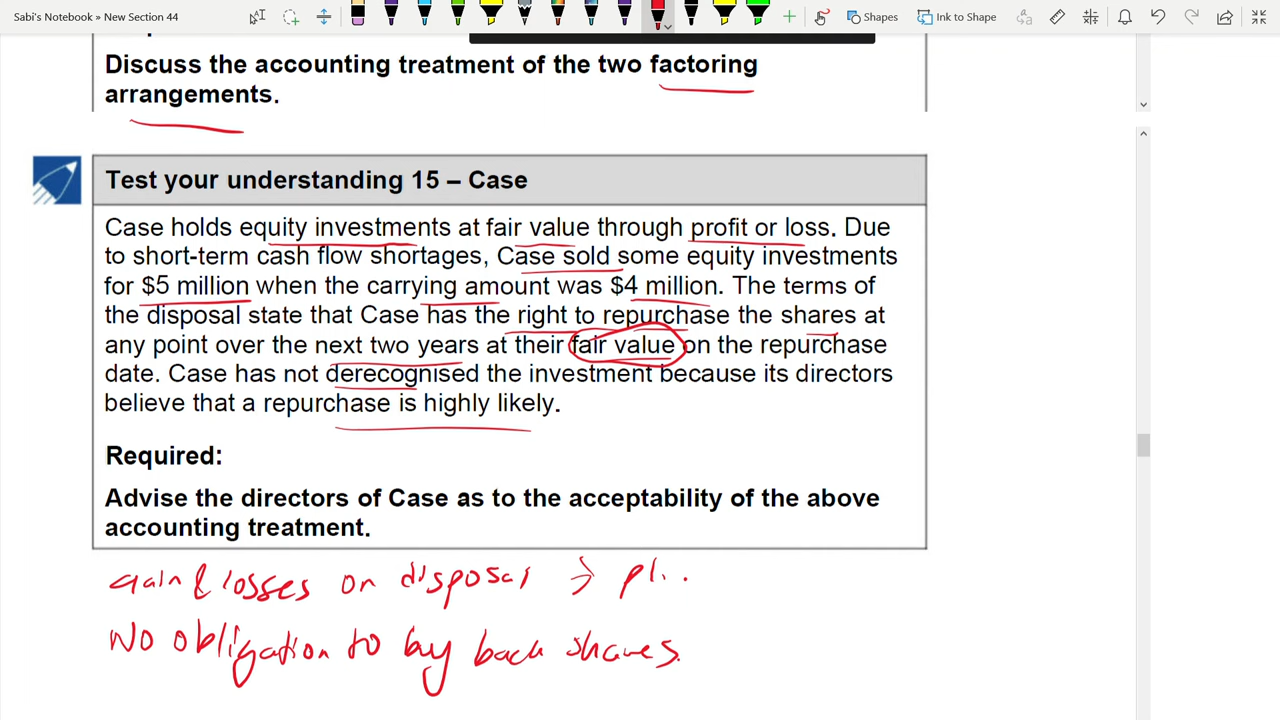 Sabi's Notebook » New Section 44
Shapes
Ink to Shape
Discuss the accounting treatment of the two factoring
arrangements.
Test your understanding 15 – Case
Case holds equity investments at fair value through profit or loss. Due
to short-term cash flow shortages, Case sold some equity investments
for $5 million when the carrying amount was $4 million. The terms of
the disposal state that Case has the right to repurchase the shares at
any point over the next two years at their fair value on the repurchase
date. Case has not derecognised the investment because its directors
believe that a repurchase is highly likely.
Required:
Advise the directors of Case as to the acceptability of the above
accounting treatment.
Gain & losses on disposal → pl..
No obligation to buy back shares.